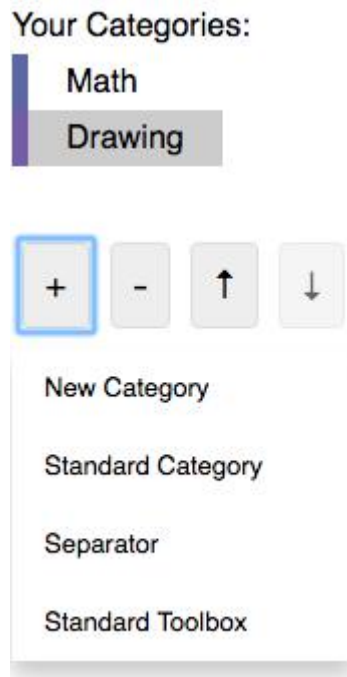 Your Categories:
Math
Drawing
+ - ↑ ↓
New Category
Standard Category
Separator
Standard Toolbox